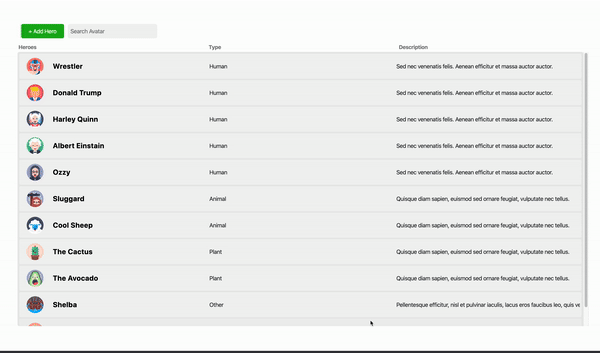 + Add Hero Search Avatar
Heroes Type Description
Wrestler Human Sed nec venenatis felis. Aenean efficitur et massa auctor auctor.
Donald Trump Human Sed nec venenatis felis. Aenean efficitur et massa auctor auctor.
Harley Quinn Human Sed nec venenatis felis. Aenean efficitur et massa auctor auctor.
Albert Einstain Human Sed nec venenatis felis. Aenean efficitur et massa auctor auctor.
Ozzy Human Sed nec venenatis felis. Aenean efficitur et massa auctor auctor.
Sluggard Animal Quisque diam sapien, euismod sed ornare feugiat, vulputate nec tellus.
Cool Sheep Animal Quisque diam sapien, euismod sed ornare feugiat, vulputate nec tellus.
The Cactus Plant Quisque diam sapien, euismod sed ornare feugiat, vulputate nec tellus.
The Avocado Plant Quisque diam sapien, euismod sed ornare feugiat, vulputate nec tellus.
Shelba Other Pellentesque efficitur, nisl et pulvinar iaculis, lacus eros faucibus leo, quis ve